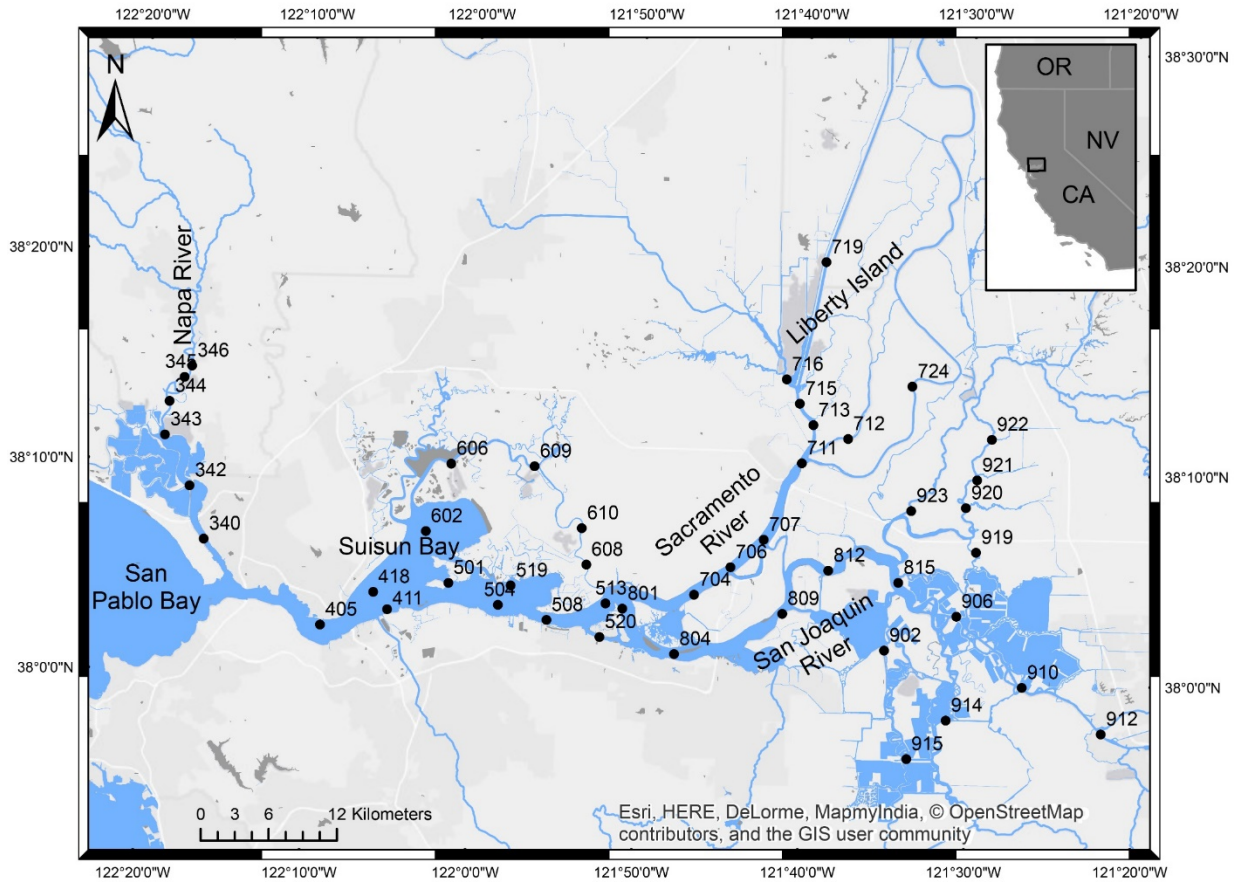 122°20'0"W 122°10'0"W 122°0'0"W 121°50'0"W 121°40'0"W 121°30'0"W 121°20'0"W
38°30'0"N
N
OR
NV
CA
38°20'0"N
38°20'0"N
719
Napa River
Liberty Island
346
345
344
343
716
715
713
724
712
711
922
921
920
923
919
38°10'0"N
38°10'0"N
342
340
606
609
610
608
602
Suisun Bay
Sacramento
River
707
706
704
812
815
San
Pablo Bay
418
501
519
405
411
504
508
513
801
520
804
809
San Joaquin
River
902
906
38°0'0"N
38°0'0"N
910
914
912
915
0 3 6 12 Kilometers
Esri, HERE, DeLorme, MapmyIndia, © OpenStreetMap
contributors, and the GIS user community
122°20'0"W 122°10'0"W 122°0'0"W 121°50'0"W 121°40'0"W 121°30'0"W 121°20'0"W